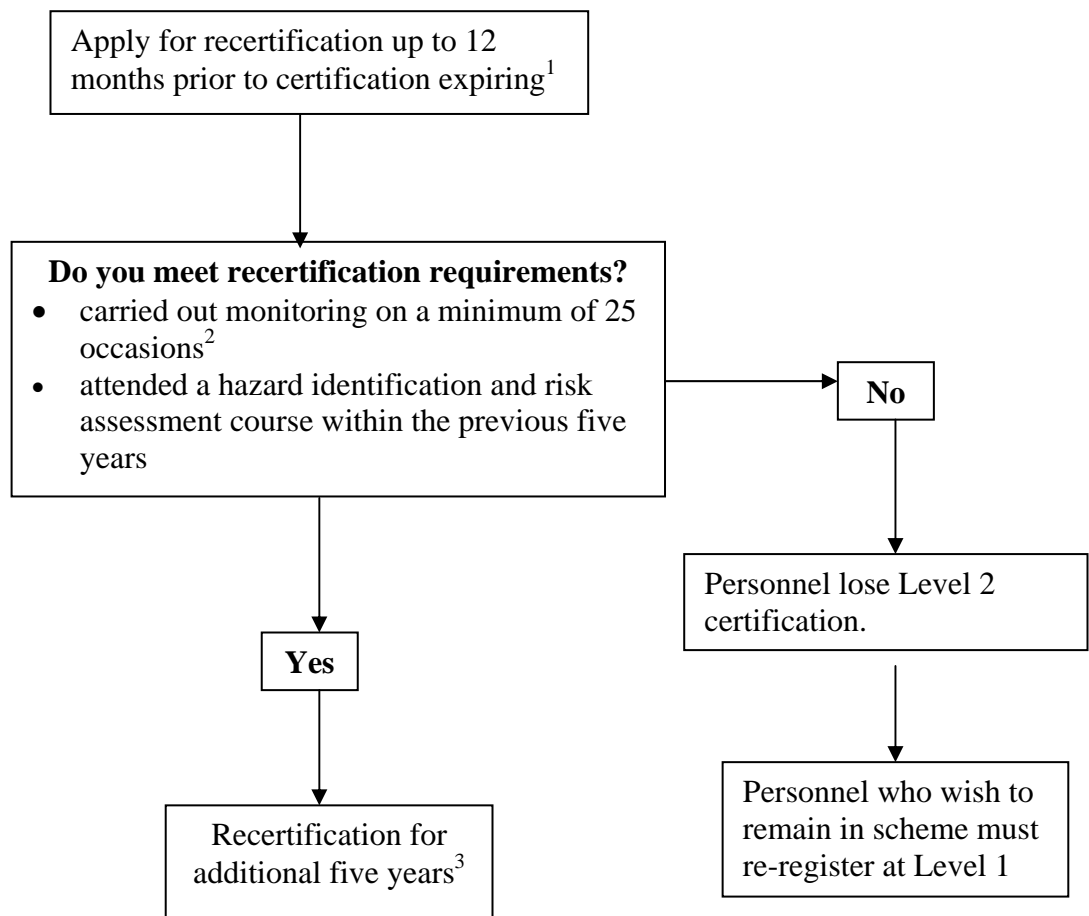 Apply for recertification up to 12
months prior to certification expiring¹
Do you meet recertification requirements?
• carried out monitoring on a minimum of 25
occasions²
• attended a hazard identification and risk
assessment course within the previous five
years
No
Personnel lose Level 2
certification.
Yes
Personnel who wish to
remain in scheme must
re-register at Level 1
Recertification for
additional five years³